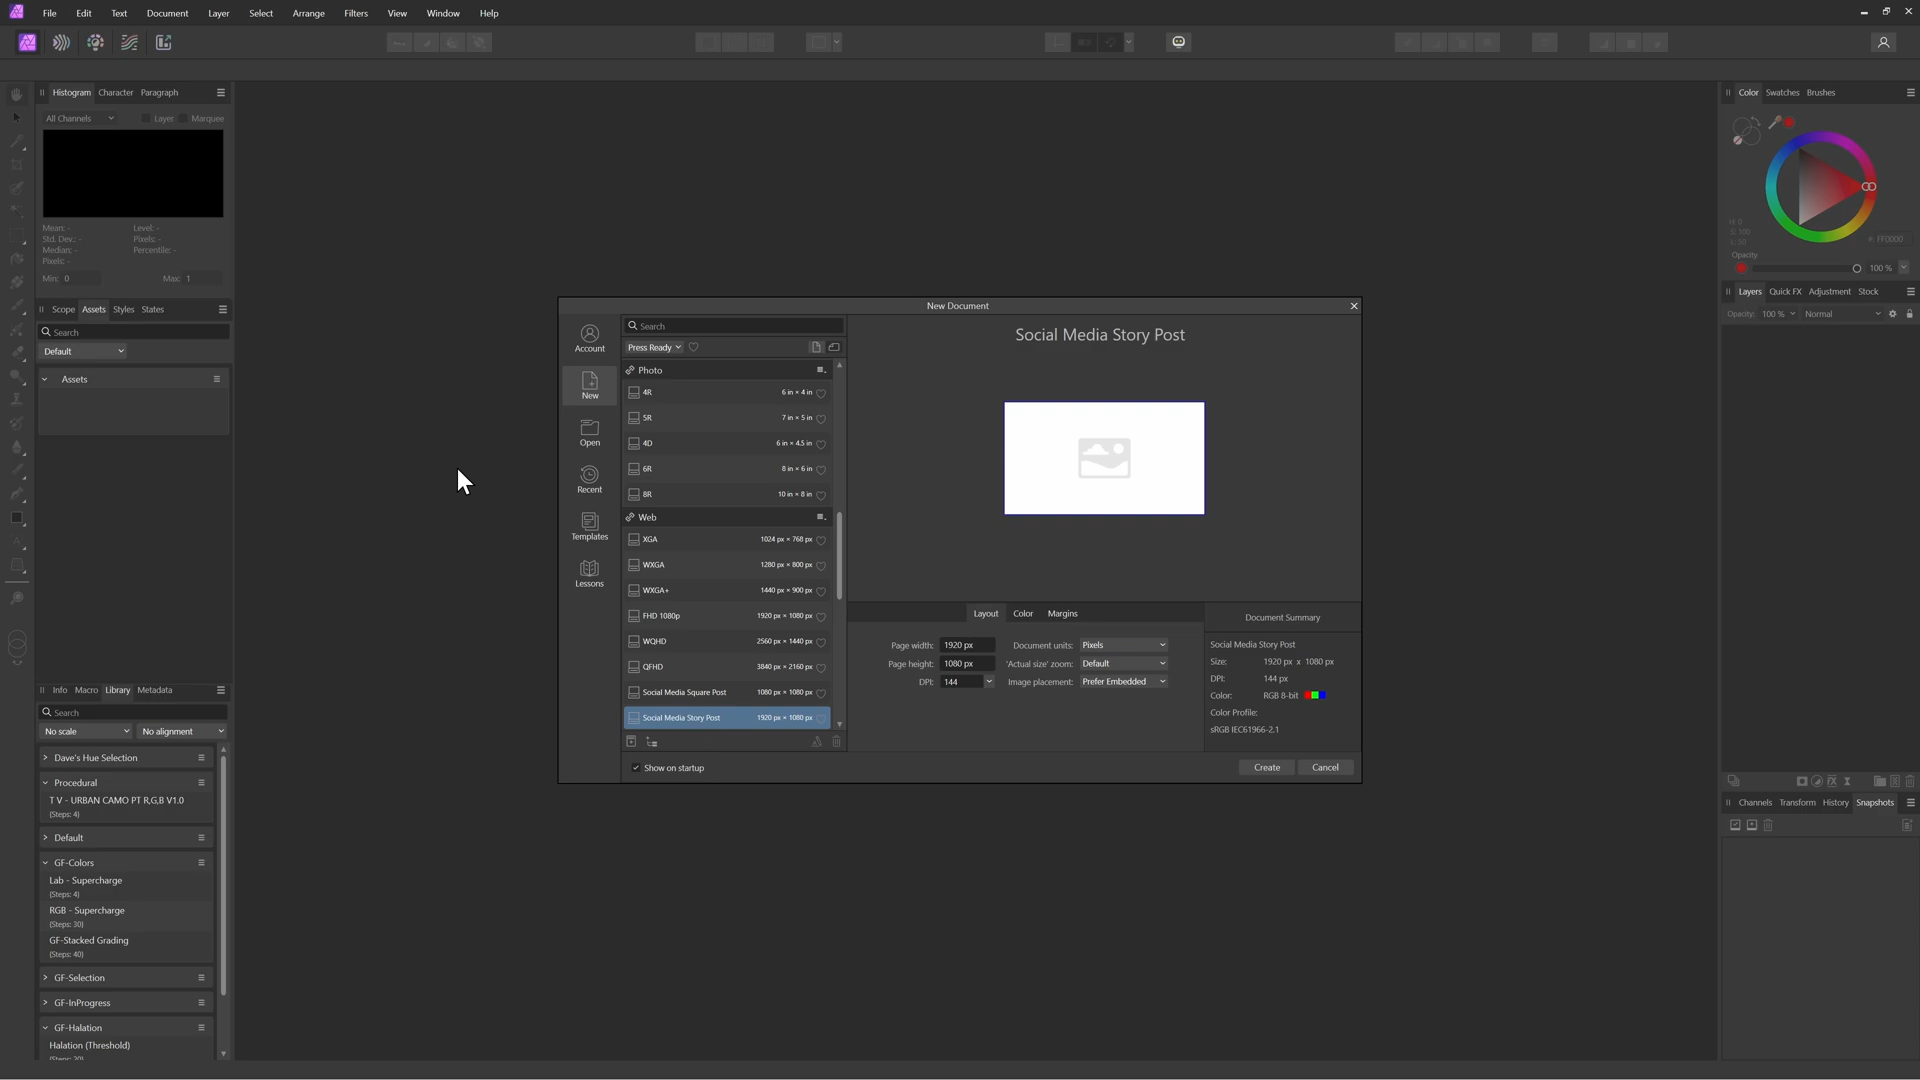 File Edit Text Document Layer Select Arrange Filters View Window Help
Histogram Character Paragraph
All Channels Layer Marquee
Mean: - Level: -
Std. Dev.: - Pixels: -
Median: - Percentile: -
Pixels: -
Min: 0 Max: 1
Scope Assets Styles States
Search
Default
Assets
Info Macro Library Metadata
Search
No scale No alignment
Dave's Hue Selection
Procedural
T V - URBAN CAMO PT R,G,B V1.0
(Steps: 4)
Default
GF-Colors
Lab - Supercharge
(Steps: 4)
RGB - Supercharge
(Steps: 30)
GF-Stacked Grading
(Steps: 40)
GF-Selection
GF-InProgress
GF-Halation
Halation (Threshold)
(Steps: 20)
New Document
Account
New
Open
Recent
Templates
Lessons
Search
Press Ready
Photo
4R 6 in × 4 in
5R 7 in × 5 in
4D 6 in × 4.5 in
6R 8 in × 6 in
8R 10 in × 8 in
Web
XGA 1024 px × 768 px
WXGA 1280 px × 800 px
WXGA+ 1440 px × 900 px
FHD 1080p 1920 px × 1080 px
WQHD 2560 px × 1440 px
QFHD 3840 px × 2160 px
Social Media Square Post 1080 px × 1080 px
Social Media Story Post 1920 px × 1080 px
Show on startup
Social Media Story Post
Layout Color Margins
Page width: 1920 px Document units: Pixels
Page height: 1080 px 'Actual size' zoom: Default
DPI: 144 Image placement: Prefer Embedded
Document Summary
Social Media Story Post
Size: 1920 px x 1080 px
DPI: 144 px
Color: RGB 8-bit
Color Profile:
sRGB IEC61966-2.1
Create Cancel
Color Swatches Brushes
H: 0
S: 100
L: 50
#: FF0000
Opacity
100 %
Layers Quick FX Adjustment Stock
Opacity: 100 % Normal
Channels Transform History Snapshots